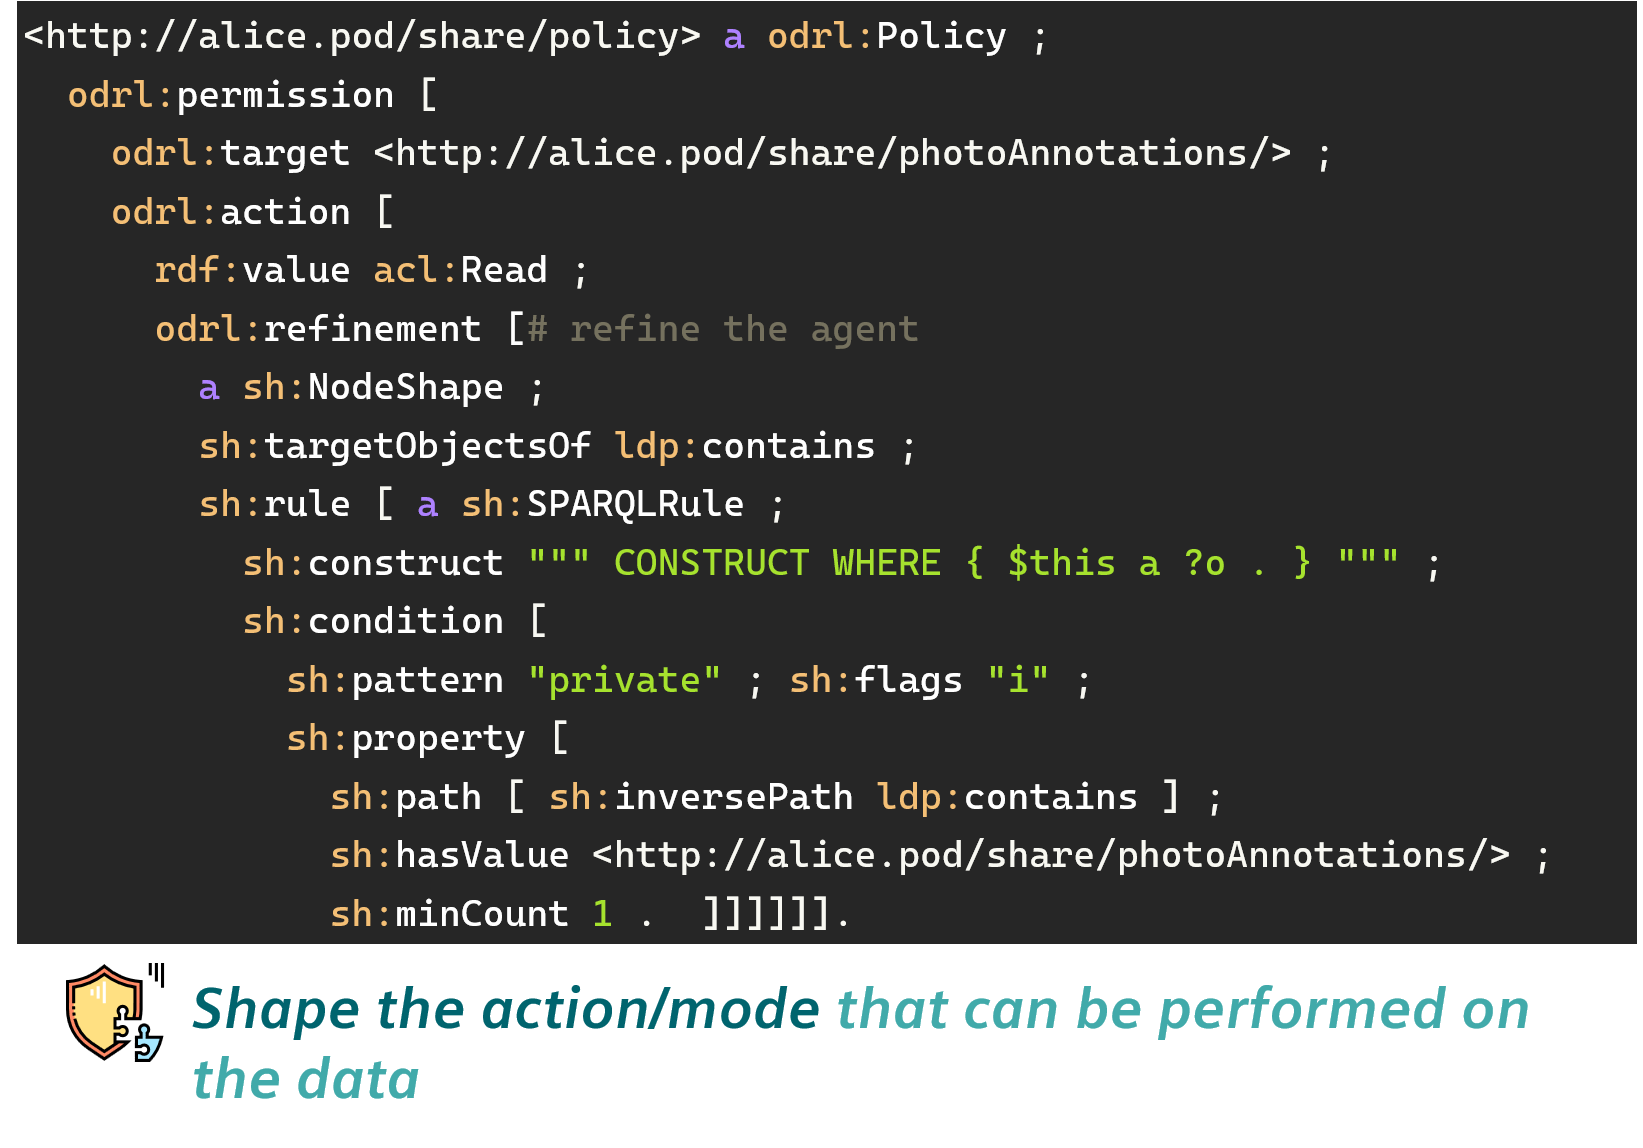 <http://alice.pod/share/policy> a odrl:Policy ;
  odrl:permission [
    odrl:target <http://alice.pod/share/photoAnnotations/> ;
    odrl:action [
      rdf:value acl:Read ;
      odrl:refinement [# refine the agent
        a sh:NodeShape ;
        sh:targetObjectsOf ldp:contains ;
        sh:rule [ a sh:SPARQLRule ;
          sh:construct """ CONSTRUCT WHERE { $this a ?o . } """ ;
          sh:condition [
            sh:pattern "private" ; sh:flags "i" ;
            sh:property [
              sh:path [ sh:inversePath ldp:contains ] ;
              sh:hasValue <http://alice.pod/share/photoAnnotations/> ;
              sh:minCount 1 .  ]]]]]].
Shape the action/mode that can be performed on
the data